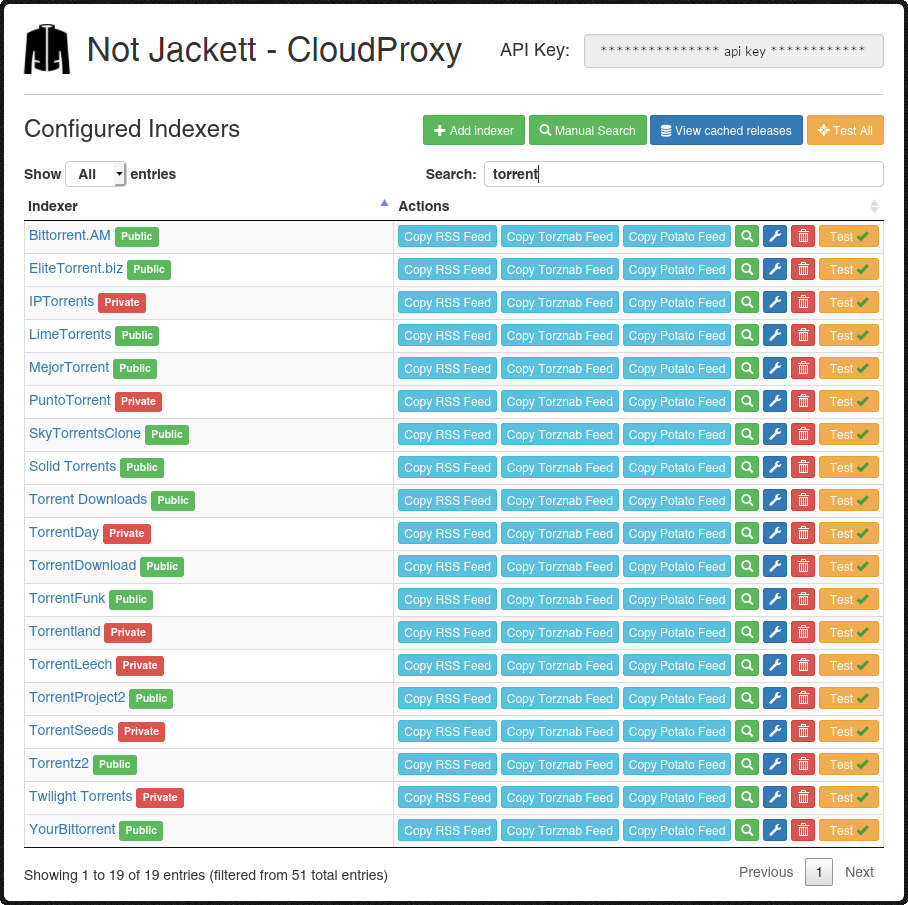 Not Jackett - CloudProxy API Key: *************** api key ************
Configured Indexers Add indexer Manual Search View cached releases Test All
Show All entries Search: torrent
Indexer Actions
Bittorrent.AM Public Copy RSS Feed Copy Torznab Feed Copy Potato Feed Test
EliteTorrent.biz Public Copy RSS Feed Copy Torznab Feed Copy Potato Feed Test
IPTorrents Private Copy RSS Feed Copy Torznab Feed Copy Potato Feed Test
LimeTorrents Public Copy RSS Feed Copy Torznab Feed Copy Potato Feed Test
MejorTorrent Public Copy RSS Feed Copy Torznab Feed Copy Potato Feed Test
PuntoTorrent Private Copy RSS Feed Copy Torznab Feed Copy Potato Feed Test
SkyTorrentsClone Public Copy RSS Feed Copy Torznab Feed Copy Potato Feed Test
Solid Torrents Public Copy RSS Feed Copy Torznab Feed Copy Potato Feed Test
Torrent Downloads Public Copy RSS Feed Copy Torznab Feed Copy Potato Feed Test
TorrentDay Private Copy RSS Feed Copy Torznab Feed Copy Potato Feed Test
TorrentDownload Public Copy RSS Feed Copy Torznab Feed Copy Potato Feed Test
TorrentFunk Public Copy RSS Feed Copy Torznab Feed Copy Potato Feed Test
Torrentland Private Copy RSS Feed Copy Torznab Feed Copy Potato Feed Test
TorrentLeech Private Copy RSS Feed Copy Torznab Feed Copy Potato Feed Test
TorrentProject2 Public Copy RSS Feed Copy Torznab Feed Copy Potato Feed Test
TorrentSeeds Private Copy RSS Feed Copy Torznab Feed Copy Potato Feed Test
Torrentz2 Public Copy RSS Feed Copy Torznab Feed Copy Potato Feed Test
Twilight Torrents Private Copy RSS Feed Copy Torznab Feed Copy Potato Feed Test
YourBittorrent Public Copy RSS Feed Copy Torznab Feed Copy Potato Feed Test
Showing 1 to 19 of 19 entries (filtered from 51 total entries) Previous 1 Next